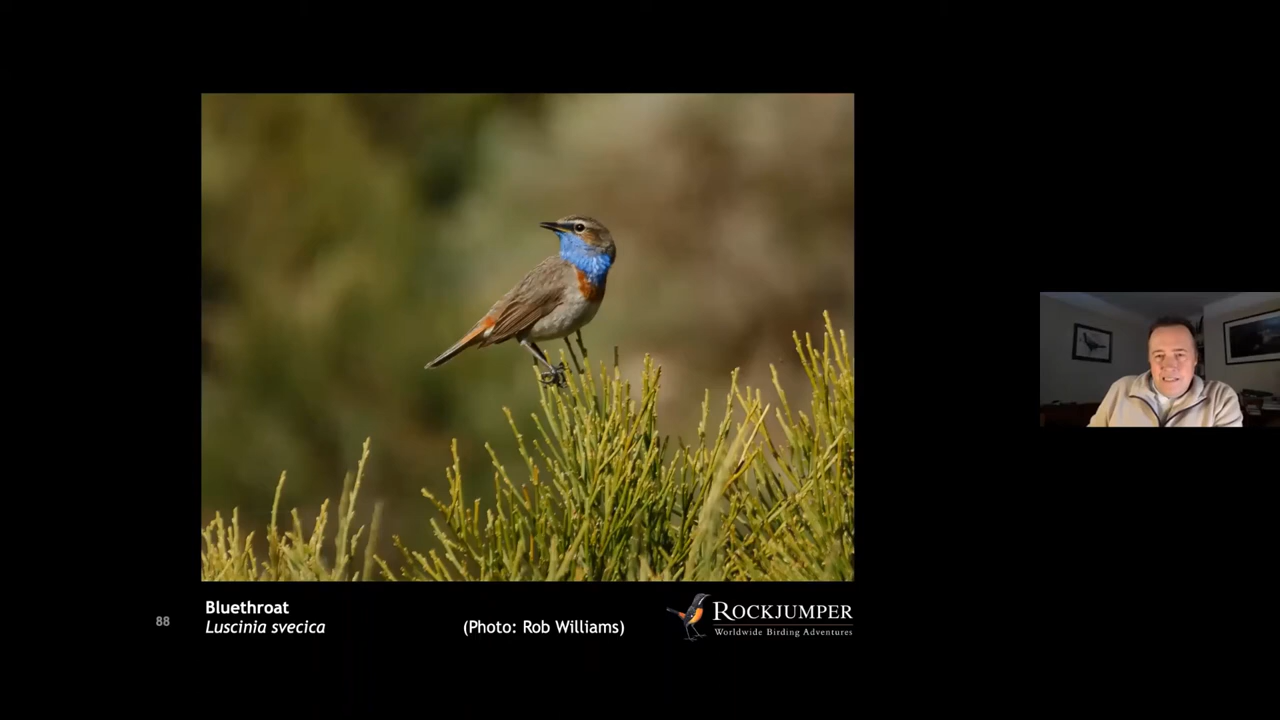 88
Bluethroat
Luscinia svecica
(Photo: Rob Williams)
ROCKJUMPER
Worldwide Birding Adventures